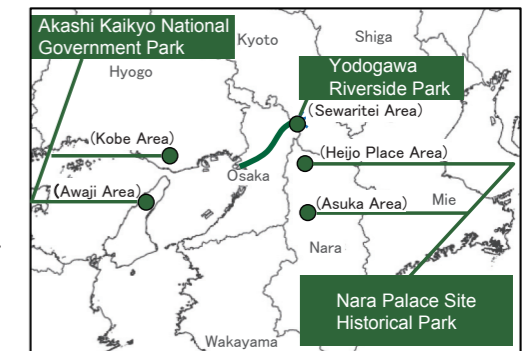 Akashi Kaikyo National
Government Park
Kyoto
Shiga
Hyogo
Yodogawa
Riverside Park
(Sewaritei Area)
(Kobe Area)
(Heijo Place Area)
Osaka
(Awaji Area)
(Asuka Area)
Mie
Nara
Nara Palace Site
Historical Park
Wakayama